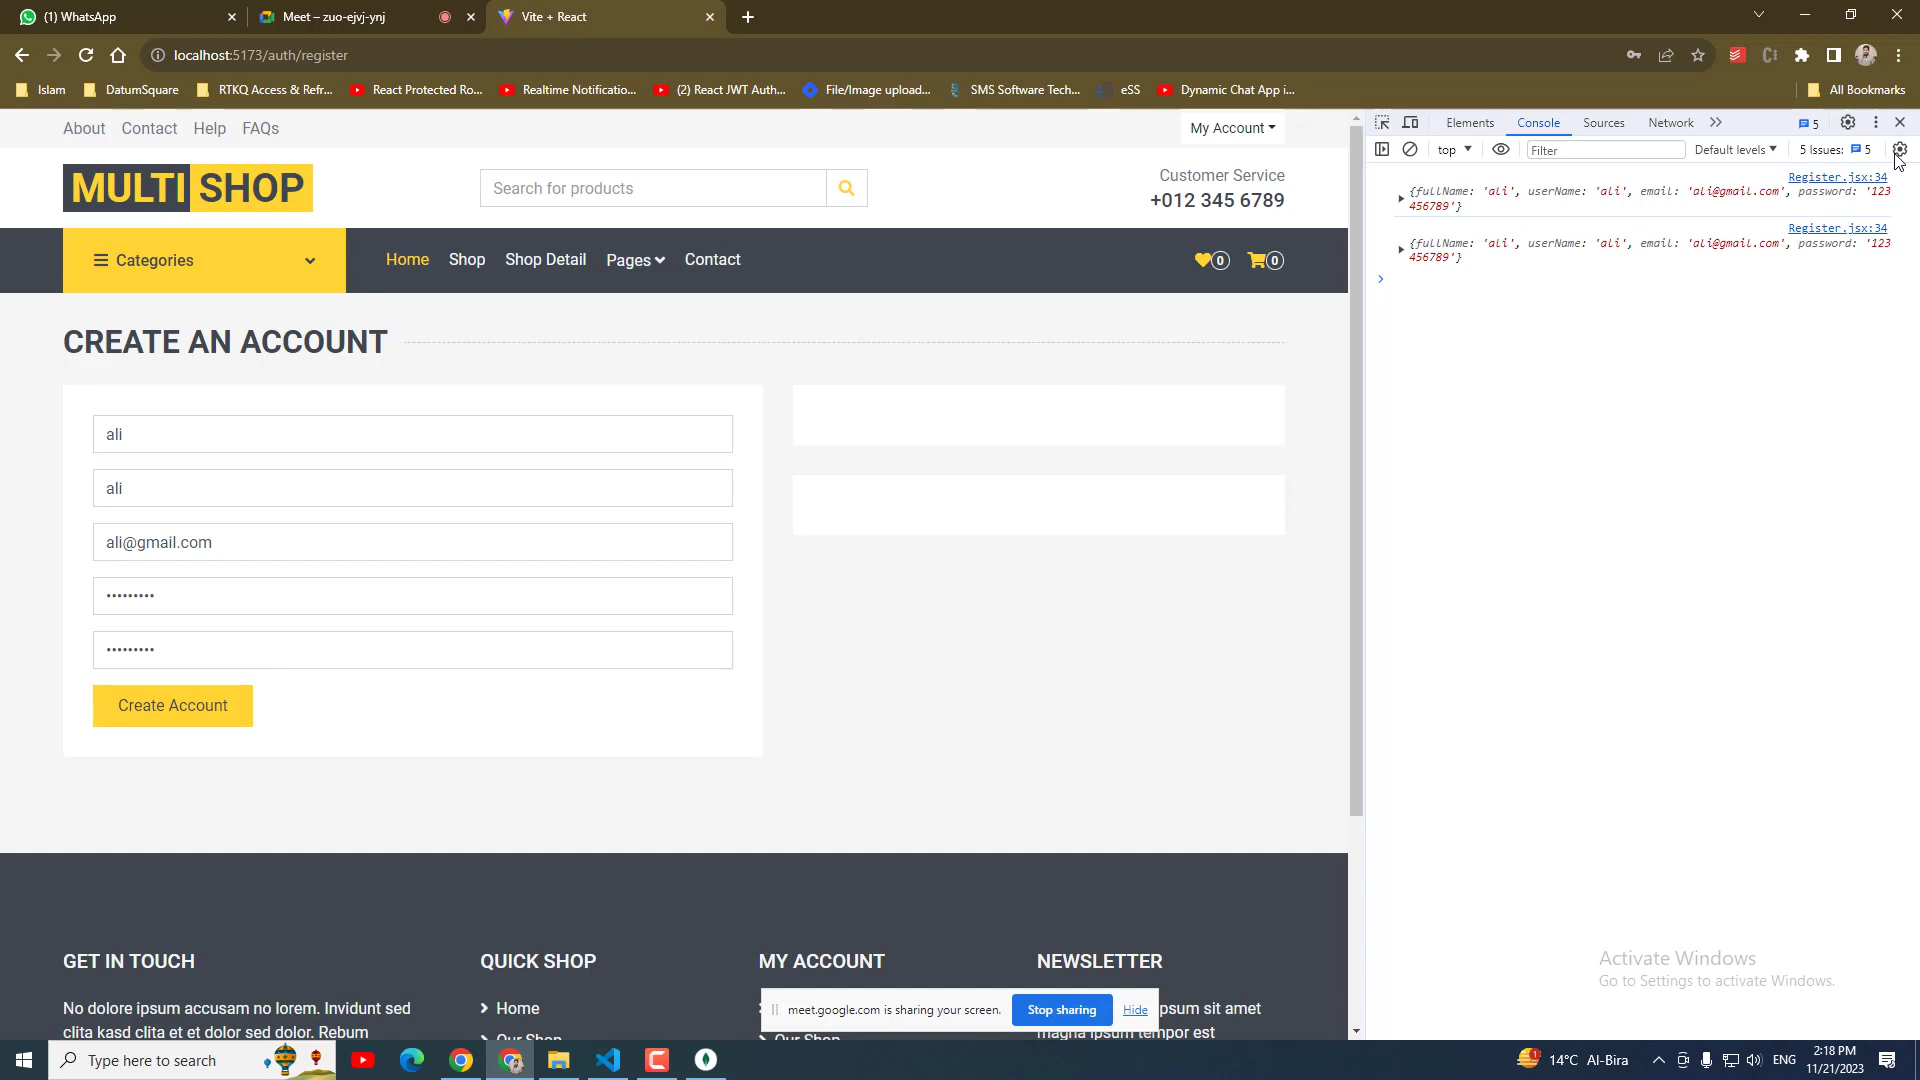 (1) WhatsApp
Meet – zuo-ejvj-ynj
Vite + React
localhost:5173/auth/register
Islam
DatumSquare
RTKQ Access & Refr...
React Protected Ro...
Realtime Notificatio...
(2) React JWT Auth...
File/Image upload...
SMS Software Tech...
eSS
Dynamic Chat App i...
All Bookmarks
About Contact Help FAQs
My Account
MULTI SHOP
Search for products
Customer Service
+012 345 6789
Categories
Home Shop Shop Detail Pages Contact
0 0
CREATE AN ACCOUNT
ali
ali
ali@gmail.com
•••••••••
•••••••••
Create Account
GET IN TOUCH
No dolore ipsum accusam no lorem. Invidunt sed
clita kasd clita et et dolor sed dolor. Rebum
QUICK SHOP
Home
Our Shop
MY ACCOUNT
Our Shop
NEWSLETTER
psum sit amet
magna ipsum tempor est
meet.google.com is sharing your screen.
Stop sharing
Hide
Elements Console Sources Network
5
top
Filter
Default levels
5 Issues: 5
Register.jsx:34
{fullName: 'ali', userName: 'ali', email: 'ali@gmail.com', password: '123
456789'}
Register.jsx:34
{fullName: 'ali', userName: 'ali', email: 'ali@gmail.com', password: '123
456789'}
Activate Windows
Go to Settings to activate Windows.
Type here to search
1
14°C Al-Bira
ENG
2:18 PM
11/21/2023